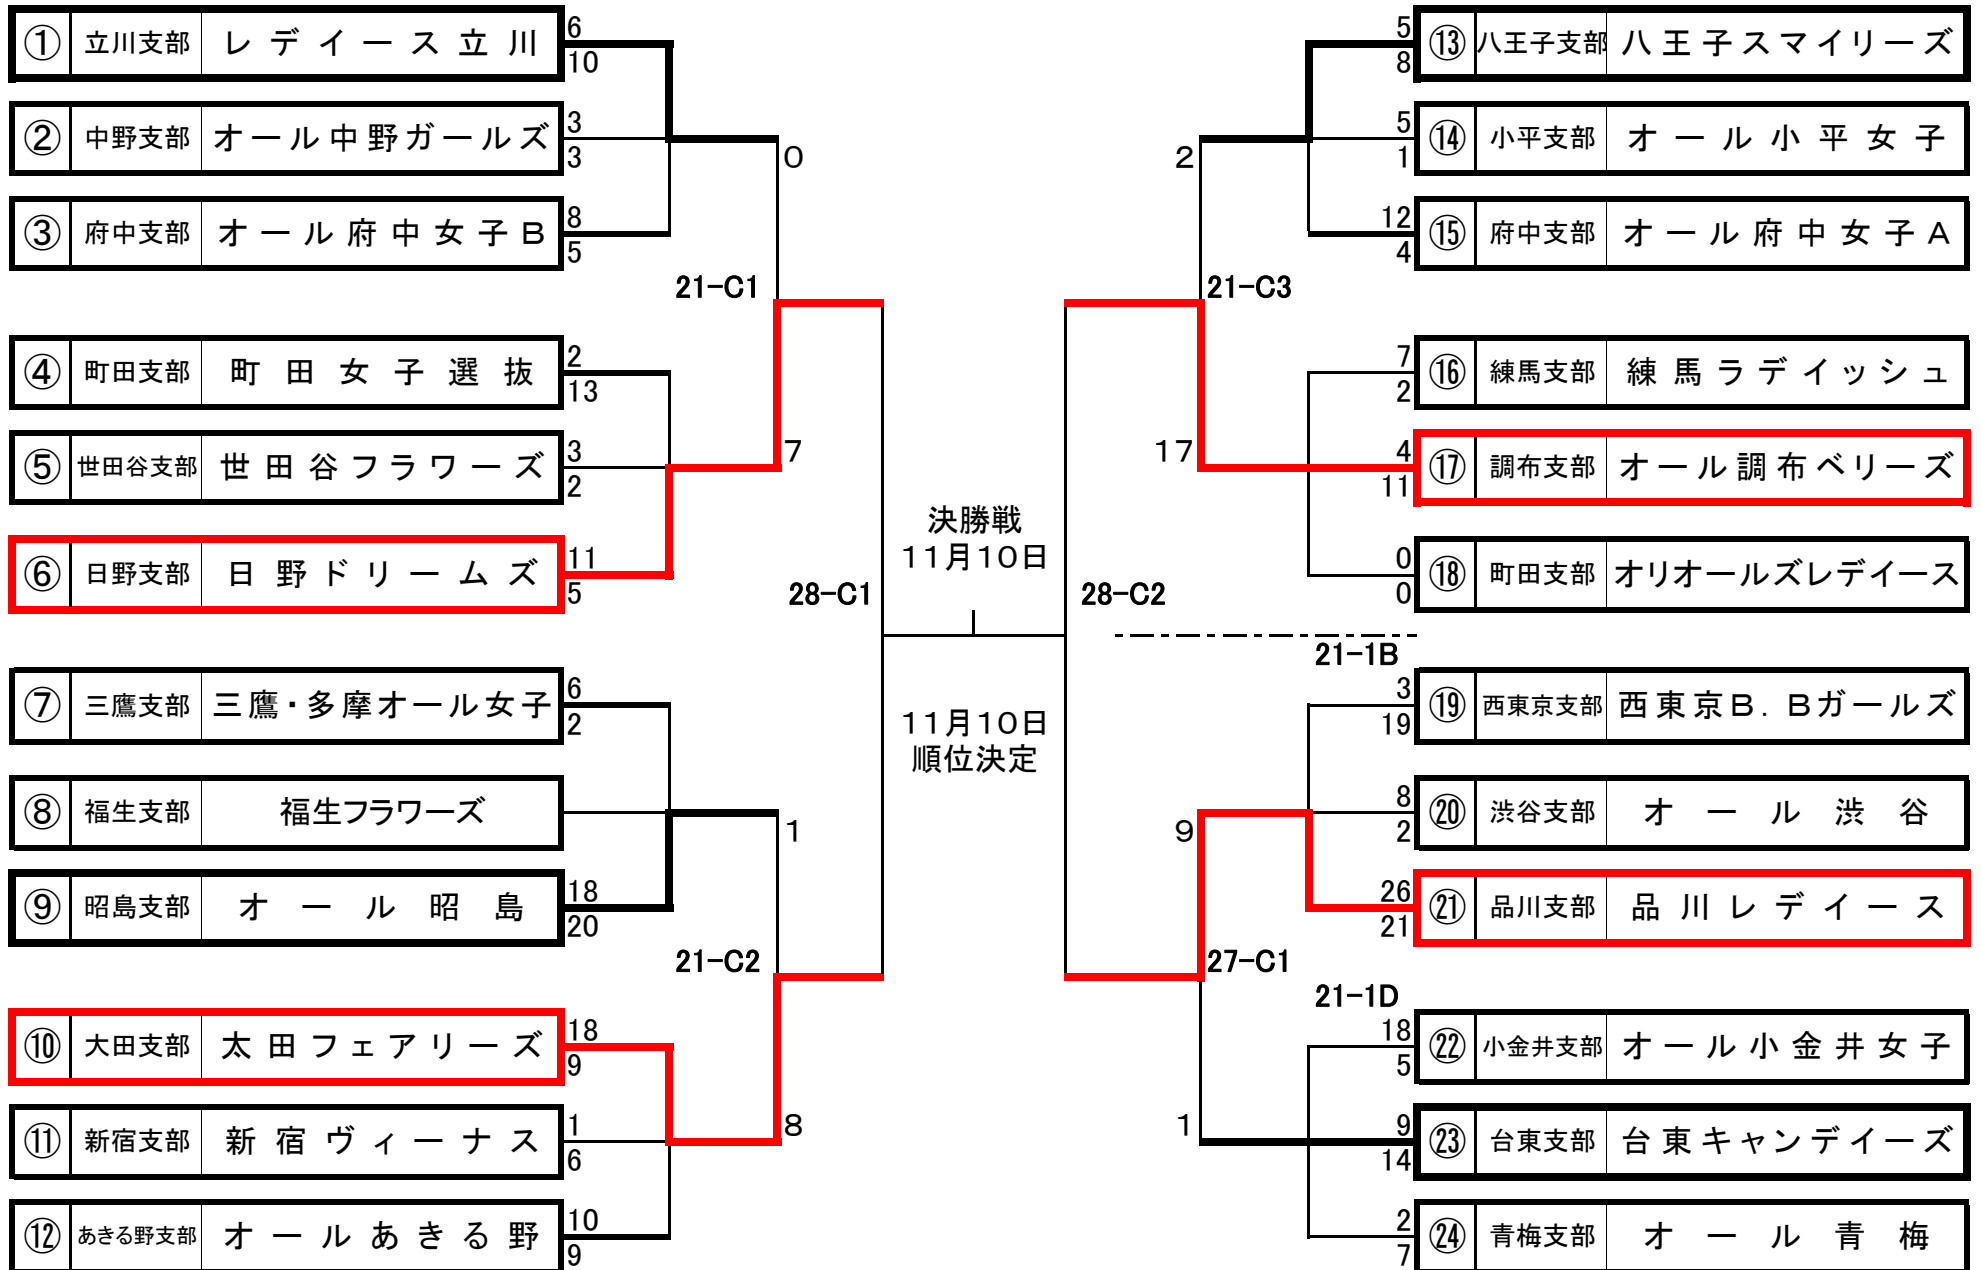 ① 立川支部 レデイース立川 6 10
② 中野支部 オール中野ガールズ 3 3
③ 府中支部 オール府中女子B 8 5
0
21-C1
④ 町田支部 町田女子選抜 2 13
⑤ 世田谷支部 世田谷フラワーズ 3 2
⑥ 日野支部 日野ドリームズ 11 5
7
28-C1
⑦ 三鷹支部 三鷹・多摩オール女子 6 2
⑧ 福生支部 福生フラワーズ
⑨ 昭島支部 オール昭島 18 20
1
21-C2
⑩ 大田支部 太田フェアリーズ 18 9
⑪ 新宿支部 新宿ヴィーナス 1 6
⑫ あきる野支部 オールあきる野 10 9
8
決勝戦
11月10日
11月10日
順位決定
5 8 ⑬ 八王子支部 八王子スマイリーズ
5 1 ⑭ 小平支部 オール小平女子
12 4 ⑮ 府中支部 オール府中女子A
2
21-C3
7 2 ⑯ 練馬支部 練馬ラデイッシュ
4 11 ⑰ 調布支部 オール調布ベリーズ
0 0 ⑱ 町田支部 オリオールズレデイース
17
28-C2
21-1B
3 19 ⑲ 西東京支部 西東京B.Bガールズ
8 2 ⑳ 渋谷支部 オール渋谷
26 21 ㉑ 品川支部 品川レデイース
9
27-C1
21-1D
18 5 ㉒ 小金井支部 オール小金井女子
9 14 ㉓ 台東支部 台東キャンデイーズ
2 7 ㉔ 青梅支部 オール青梅
1